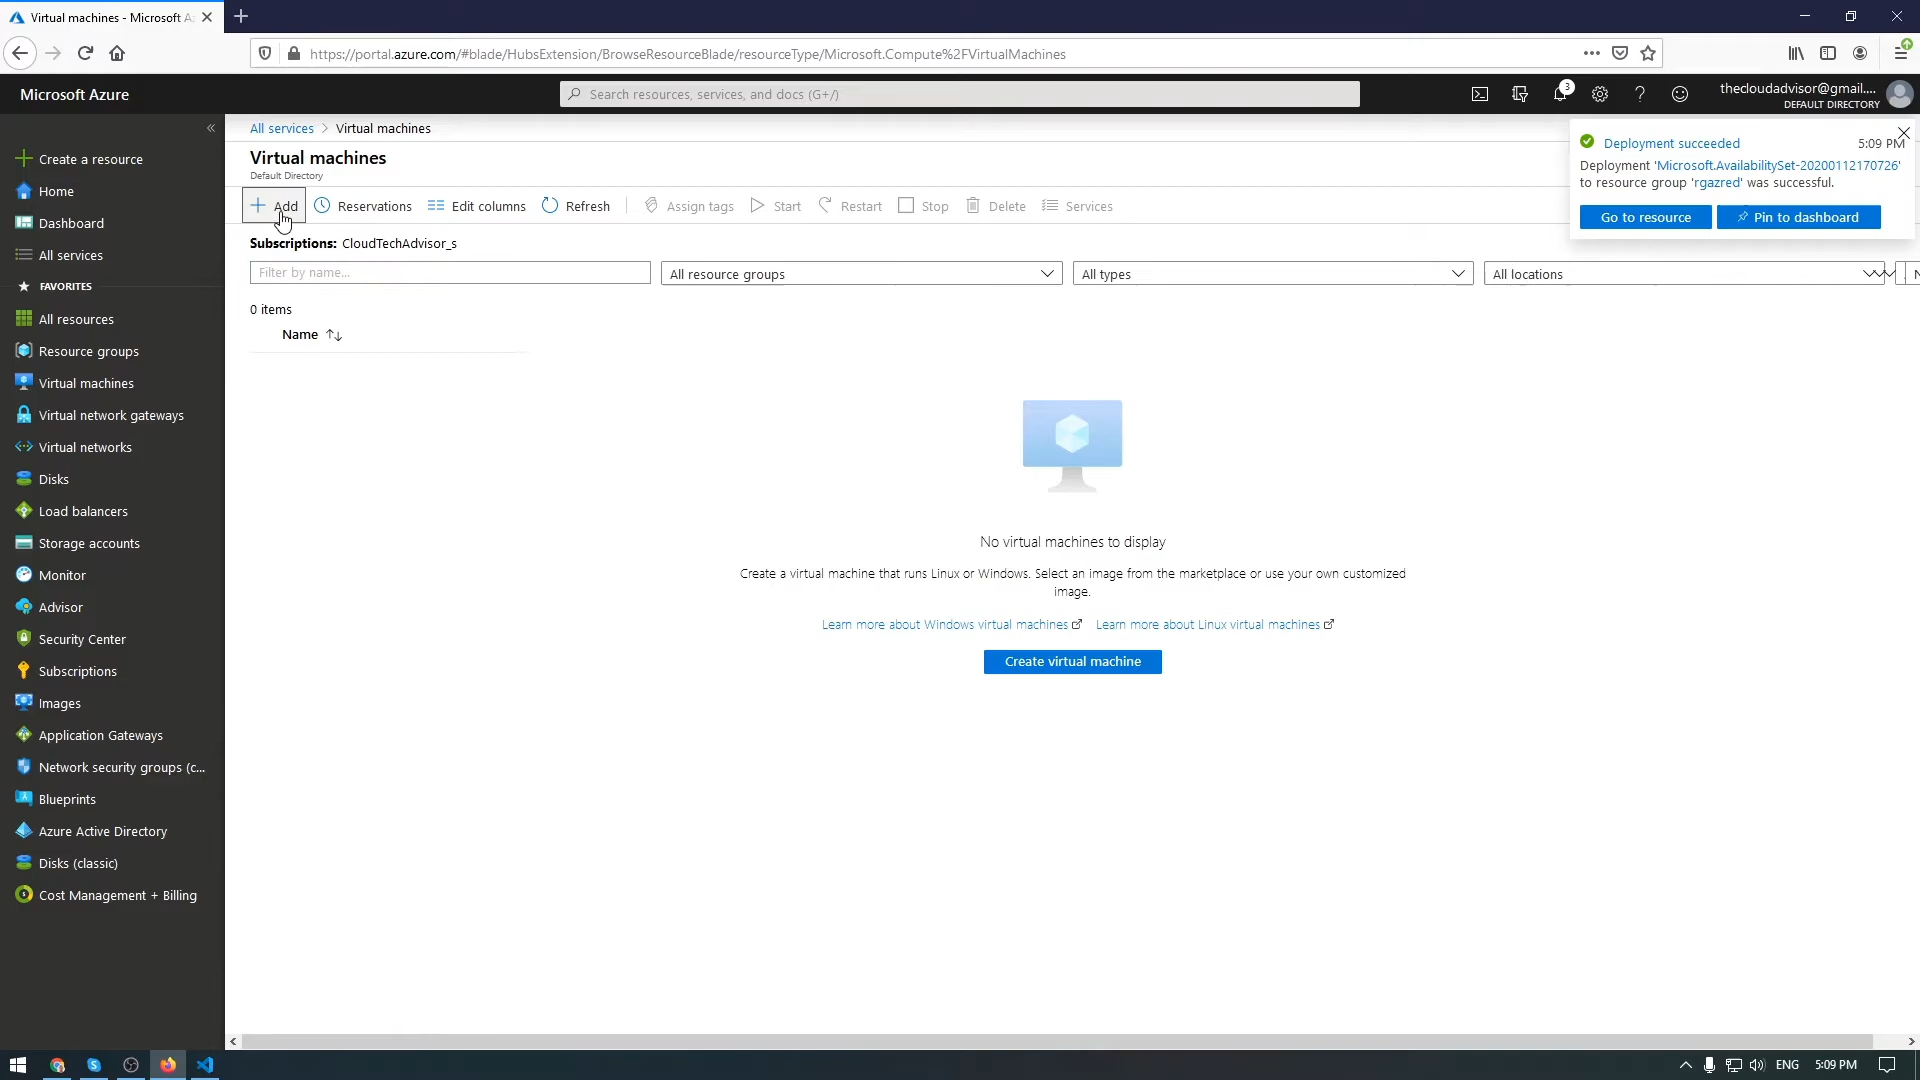 Virtual machines - Microsoft Az
https://portal.azure.com/#blade/HubsExtension/BrowseResourceBlade/resourceType/Microsoft.Compute%2FVirtualMachines
Microsoft Azure
Search resources, services, and docs (G+/)
3
thecloudadvisor@gmail....
DEFAULT DIRECTORY
Create a resource
Home
Dashboard
All services
FAVORITES
All resources
Resource groups
Virtual machines
Virtual network gateways
Virtual networks
Disks
Load balancers
Storage accounts
Monitor
Advisor
Security Center
Subscriptions
Images
Application Gateways
Network security groups (c...
Blueprints
Azure Active Directory
Disks (classic)
Cost Management + Billing
All services > Virtual machines
Virtual machines
Default Directory
Add
Reservations
Edit columns
Refresh
Assign tags
Start
Restart
Stop
Delete
Services
Subscriptions: CloudTechAdvisor_s
Filter by name...
All resource groups
All types
All locations
N
0 items
Name
No virtual machines to display
Create a virtual machine that runs Linux or Windows. Select an image from the marketplace or use your own customized
image.
Learn more about Windows virtual machines
Learn more about Linux virtual machines
Create virtual machine
Deployment succeeded
5:09 PM
Deployment 'Microsoft.AvailabilitySet-20200112170726'
to resource group 'rgazred' was successful.
Go to resource
Pin to dashboard
ENG
5:09 PM